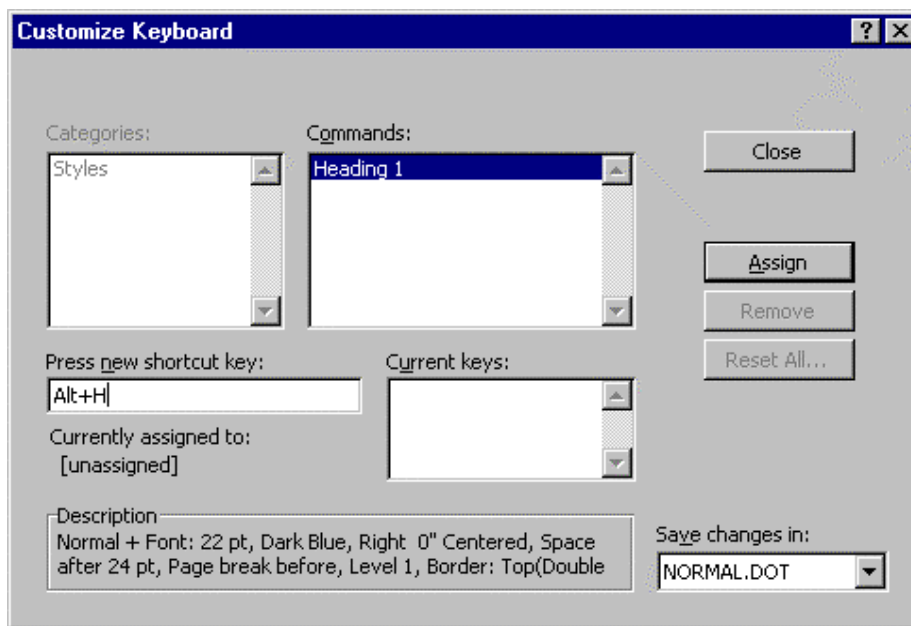 Customize Keyboard
Categories:
Commands:
Styles
Heading 1
Close
Assign
Remove
Reset All...
Press new shortcut key:
Current keys:
Alt+H
Currently assigned to:
[unassigned]
Description
Normal + Font: 22 pt, Dark Blue, Right 0" Centered, Space
after 24 pt, Page break before, Level 1, Border: Top(Double
Save changes in:
NORMAL.DOT